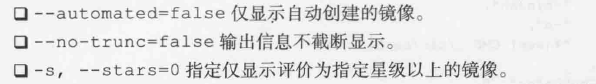 ❑ --automated=false 仅显示自动创建的镜像。
❑ --no-trunc=false 输出信息不截断显示。
❑ -s, --stars=0 指定仅显示评价为指定星级以上的镜像。